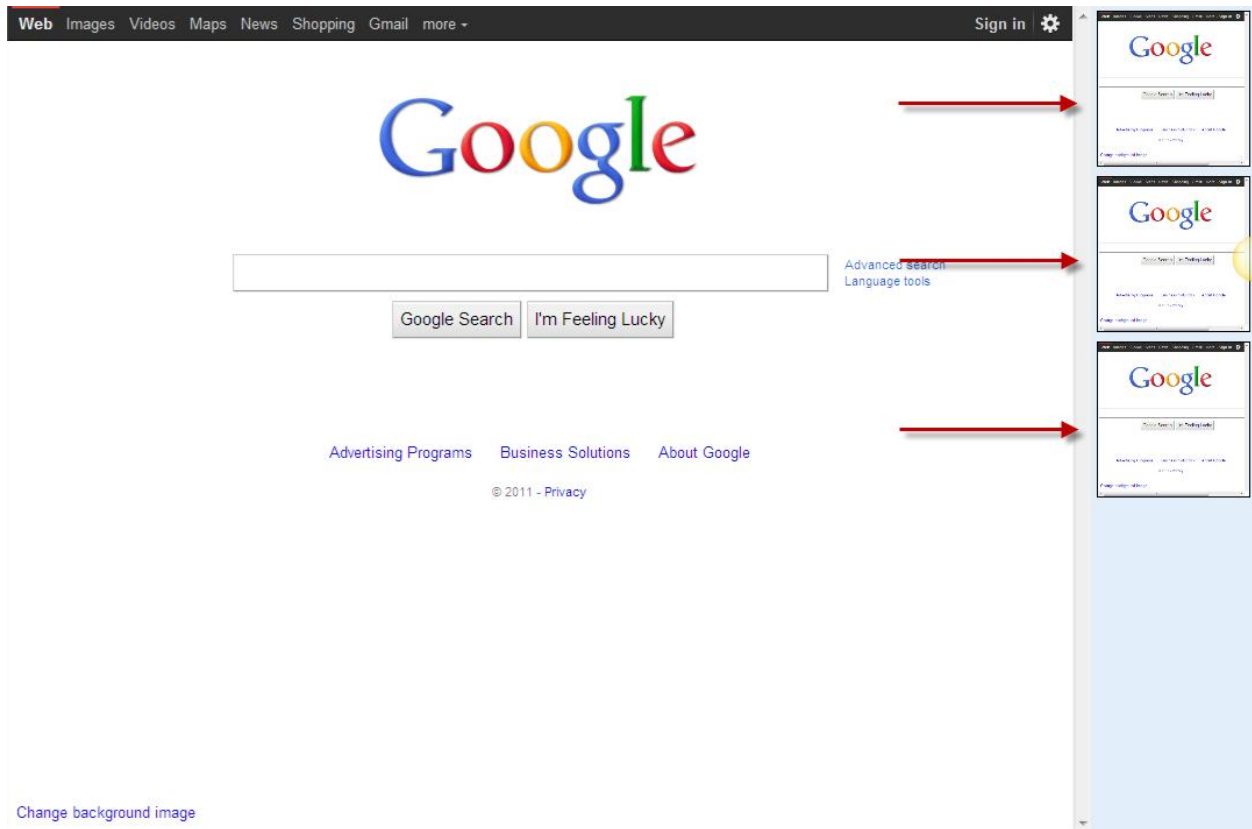 Web Images Videos Maps News Shopping Gmail more Sign in
Google
Advanced search
Language tools
Google Search I'm Feeling Lucky
Advertising Programs Business Solutions About Google
© 2011 - Privacy
Change background image
Google
Google
Google